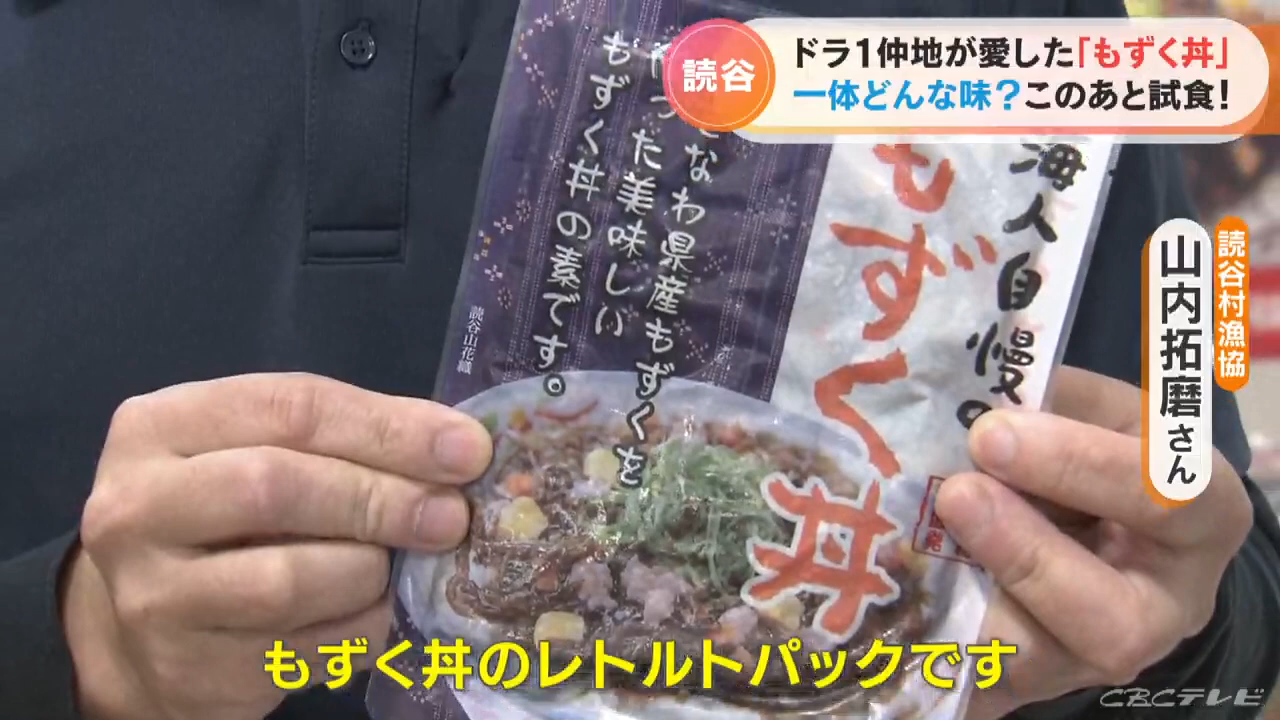 読谷
ドラ1仲地が愛した「もずく丼」
一体どんな味？このあと試食！
読谷村漁協
山内拓磨さん
海人自慢の
もずく丼
なわ県産もずくを
った美味しい
もずく丼の素です。
読谷山花織
もずく丼のレトルトパックです
CBCテレビ